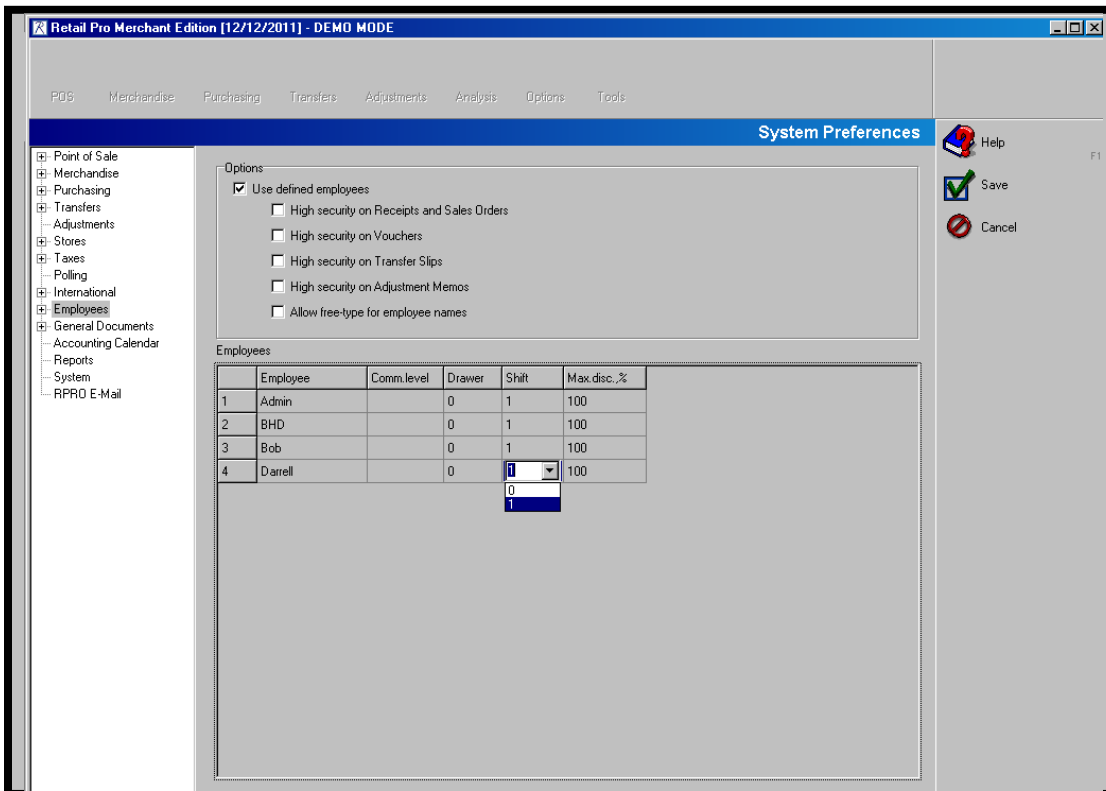 Retail Pro Merchant Edition [12/12/2011] - DEMO MODE
POS Merchandise Purchasing Transfers Adjustments Analysis Options Tools
System Preferences
Point of Sale
Merchandise
Purchasing
Transfers
Adjustments
Stores
Taxes
Polling
International
Employees
General Documents
Accounting Calendar
Reports
System
RPRO E-Mail
Options
Use defined employees
High security on Receipts and Sales Orders
High security on Vouchers
High security on Transfer Slips
High security on Adjustment Memos
Allow free-type for employee names
Employees
Employee Comm.level Drawer Shift Max.disc.,%
1 Admin 0 1 100
2 BHD 0 1 100
3 Bob 0 1 100
4 Darrell 0 1 100
0
1
Help F1
Save
Cancel